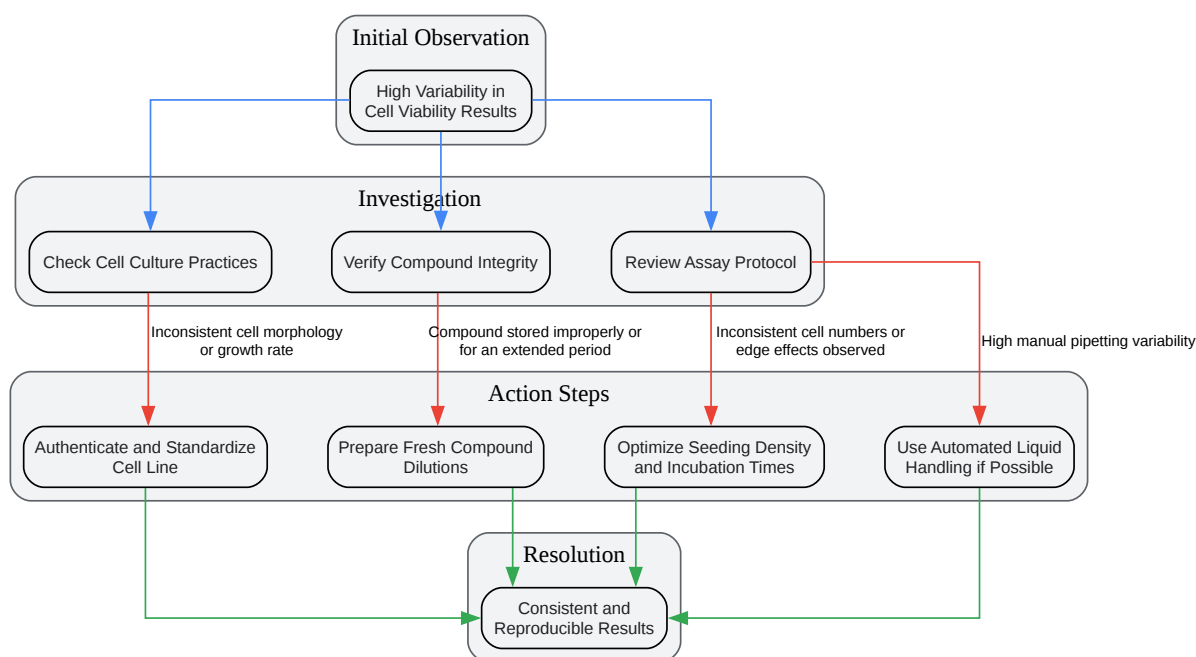 Initial Observation
High Variability in
Cell Viability Results
Investigation
Check Cell Culture Practices
Verify Compound Integrity
Review Assay Protocol
Inconsistent cell morphology
or growth rate
Compound stored improperly or
for an extended period
Inconsistent cell numbers or
edge effects observed
High manual pipetting variability
Action Steps
Authenticate and Standardize
Cell Line
Prepare Fresh Compound
Dilutions
Optimize Seeding Density
and Incubation Times
Use Automated Liquid
Handling if Possible
Resolution
Consistent and
Reproducible Results